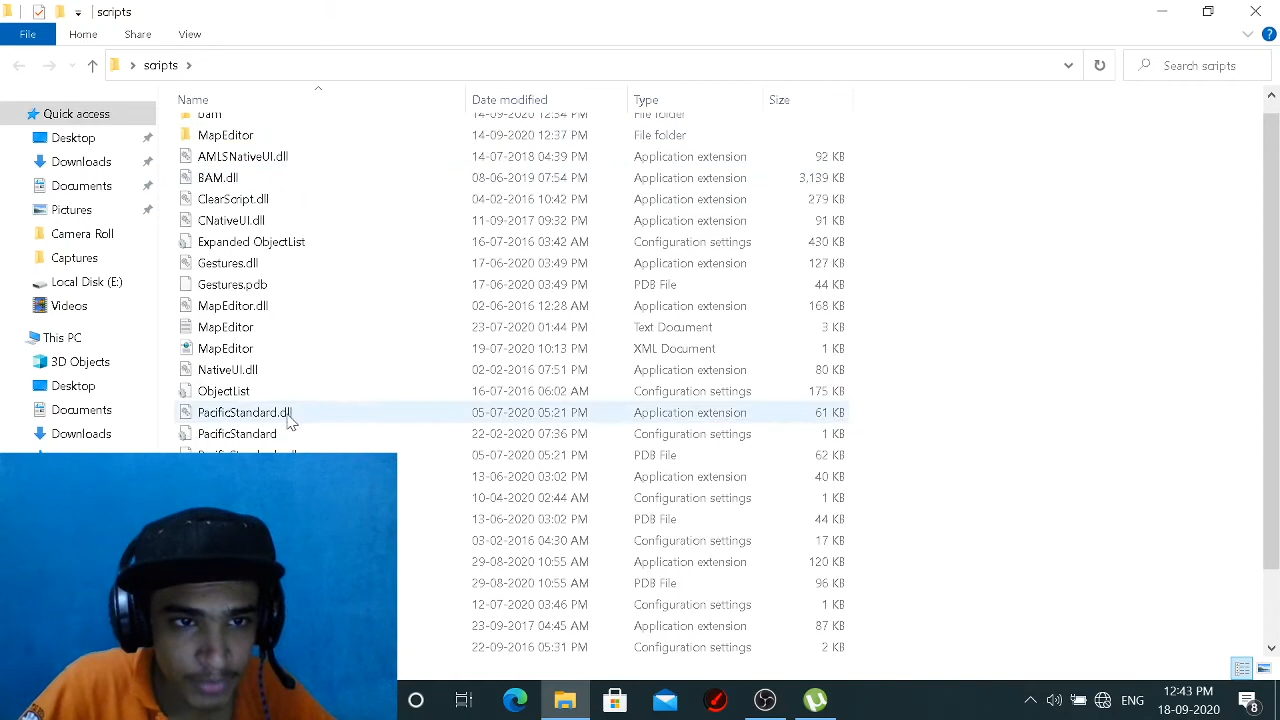 scripts
File Home Share View
scripts
Search scripts
Name Date modified Type Size
Quick access
Desktop
Downloads
Documents
Pictures
Camera Roll
Captures
Local Disk (E:)
Videos
This PC
3D Objects
Desktop
Documents
Downloads
bam 14-09-2020 12:34 PM File folder
MapEditor 14-09-2020 12:37 PM File folder
AMLSNativeUI.dll 14-07-2018 04:39 PM Application extension 92 KB
BAM.dll 08-06-2019 07:54 PM Application extension 3,139 KB
ClearScript.dll 04-02-2016 10:42 AM Application extension 279 KB
CNativeUI.dll 11-09-2017 09:32 AM Application extension 91 KB
Expanded ObjectList 16-07-2016 03:42 AM Configuration settings 430 KB
Gestures.dll 17-06-2020 03:49 PM Application extension 127 KB
Gestures.pdb 17-06-2020 03:49 PM PDB File 44 KB
MapEditor.dll 02-06-2016 12:28 AM Application extension 168 KB
MapEditor 23-07-2020 01:44 PM Text Document 3 KB
MapEditor 19-07-2020 10:13 PM XML Document 1 KB
NativeUI.dll 02-02-2016 07:51 PM Application extension 80 KB
ObjectList 16-07-2016 06:02 AM Configuration settings 175 KB
PacificStandard.dll 05-07-2020 05:21 PM Application extension 61 KB
PacificStandard 22-02-2020 07:36 PM Configuration settings 1 KB
05-07-2020 05:21 PM PDB File 62 KB
13-06-2020 03:02 PM Application extension 40 KB
10-04-2020 02:44 AM Configuration settings 1 KB
13-06-2020 03:02 PM PDB File 44 KB
03-02-2016 04:30 AM Configuration settings 17 KB
29-08-2020 10:55 AM Application extension 120 KB
29-08-2020 10:55 AM PDB File 96 KB
12-07-2020 03:46 PM Configuration settings 1 KB
23-09-2017 04:45 AM Application extension 87 KB
22-09-2016 05:31 PM Configuration settings 2 KB
ENG
12:43 PM
18-09-2020
8